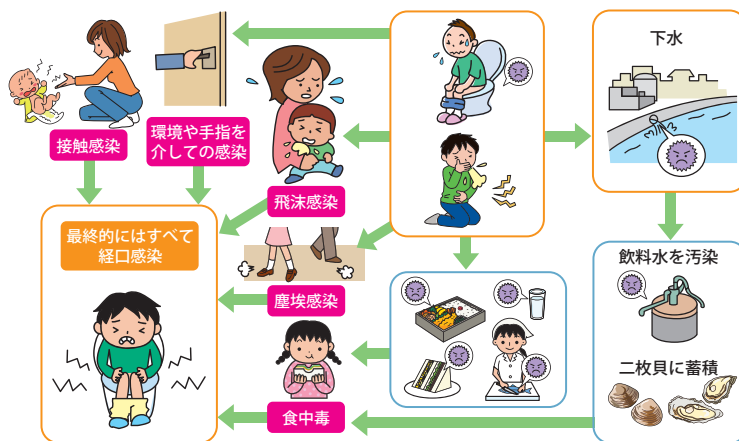 接触感染
環境や手指を
介しての感染
飛沫感染
下水
最終的にはすべて
経口感染
塵埃感染
食中毒
飲料水を汚染
二枚貝に蓄積